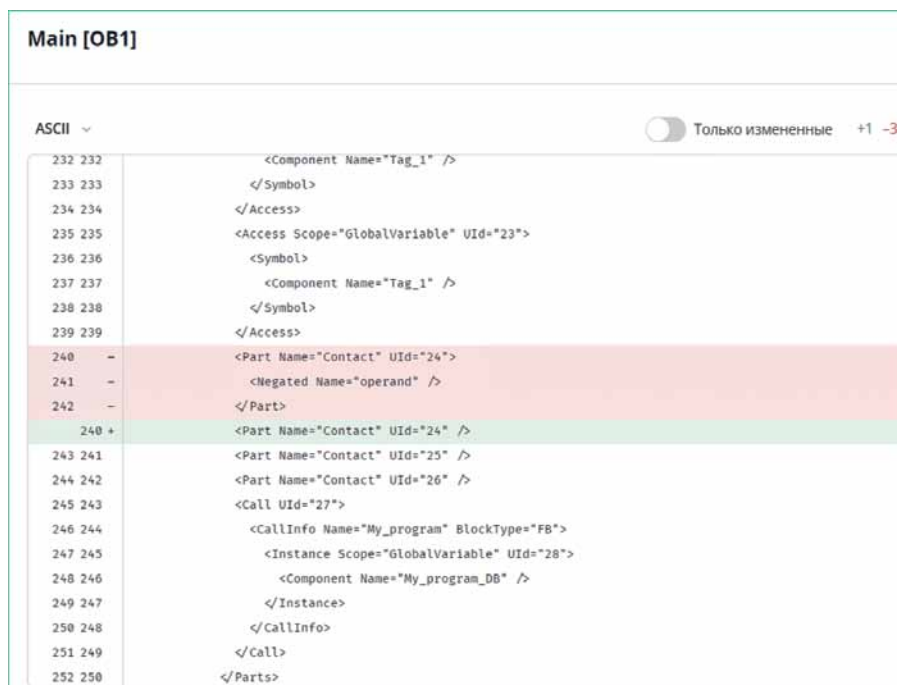 Main [OB1]
ASCII
Только измененные +1 -3
232 232 <Component Name="Tag_1" />
233 233 </Symbol>
234 234 </Access>
235 235 <Access Scope="GlobalVariable" UId="23">
236 236 <Symbol>
237 237 <Component Name="Tag_1" />
238 238 </Symbol>
239 239 </Access>
240 - <Part Name="Contact" UId="24">
241 - <Negated Name="operand" />
242 - </Part>
240 + <Part Name="Contact" UId="24" />
243 241 <Part Name="Contact" UId="25" />
244 242 <Part Name="Contact" UId="26" />
245 243 <Call UId="27">
246 244 <CallInfo Name="My_program" BlockType="FB">
247 245 <Instance Scope="GlobalVariable" UId="28">
248 246 <Component Name="My_program_DB" />
249 247 </Instance>
250 248 </CallInfo>
251 249 </Call>
252 250 </Parts>